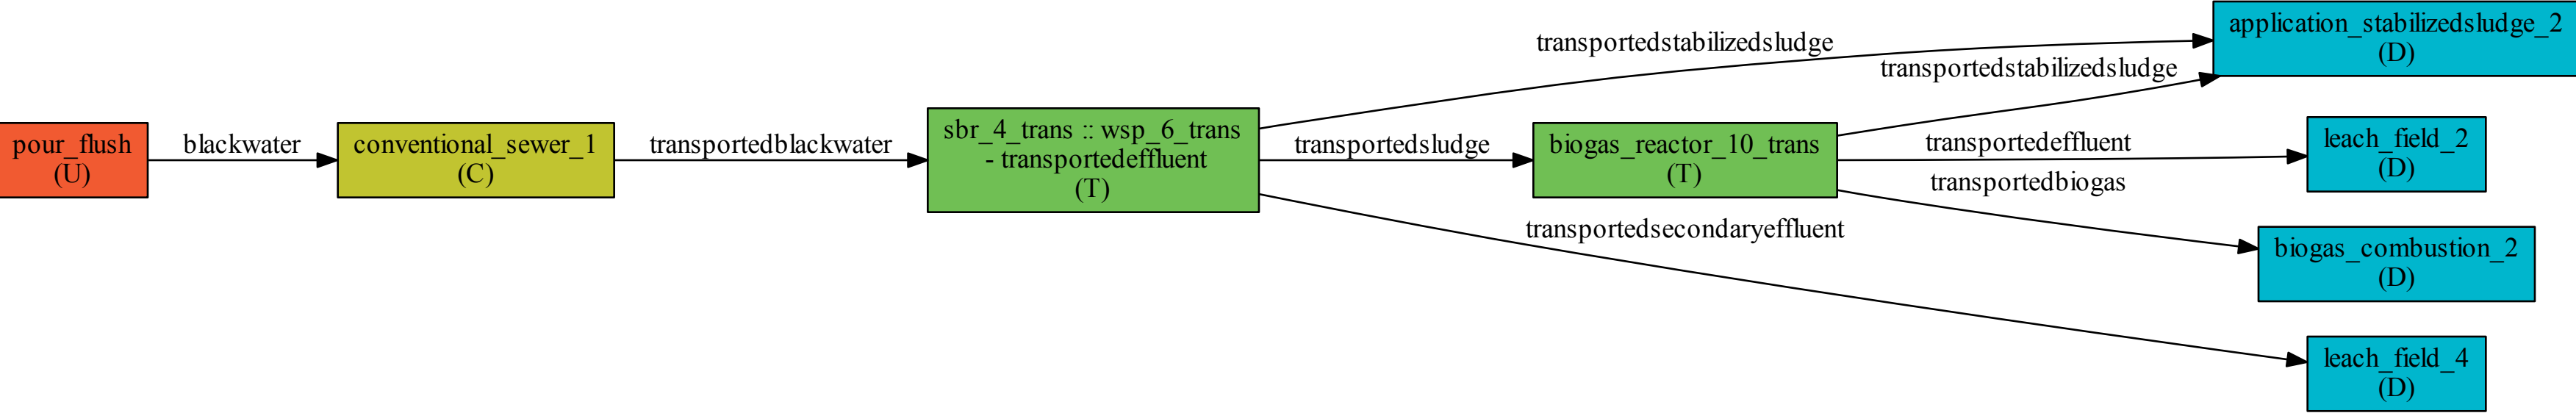 pour_flush
(U)
blackwater
conventional_sewer_1
(C)
transportedblackwater
sbr_4_trans :: wsp_6_trans
- transportedeffluent
(T)
transportedstabilizedsludge
transportedsludge
transportedsecondaryeffluent
biogas_reactor_10_trans
(T)
transportedstabilizedsludge
transportedeffluent
transportedbiogas
application_stabilizedsludge_2
(D)
leach_field_2
(D)
biogas_combustion_2
(D)
leach_field_4
(D)